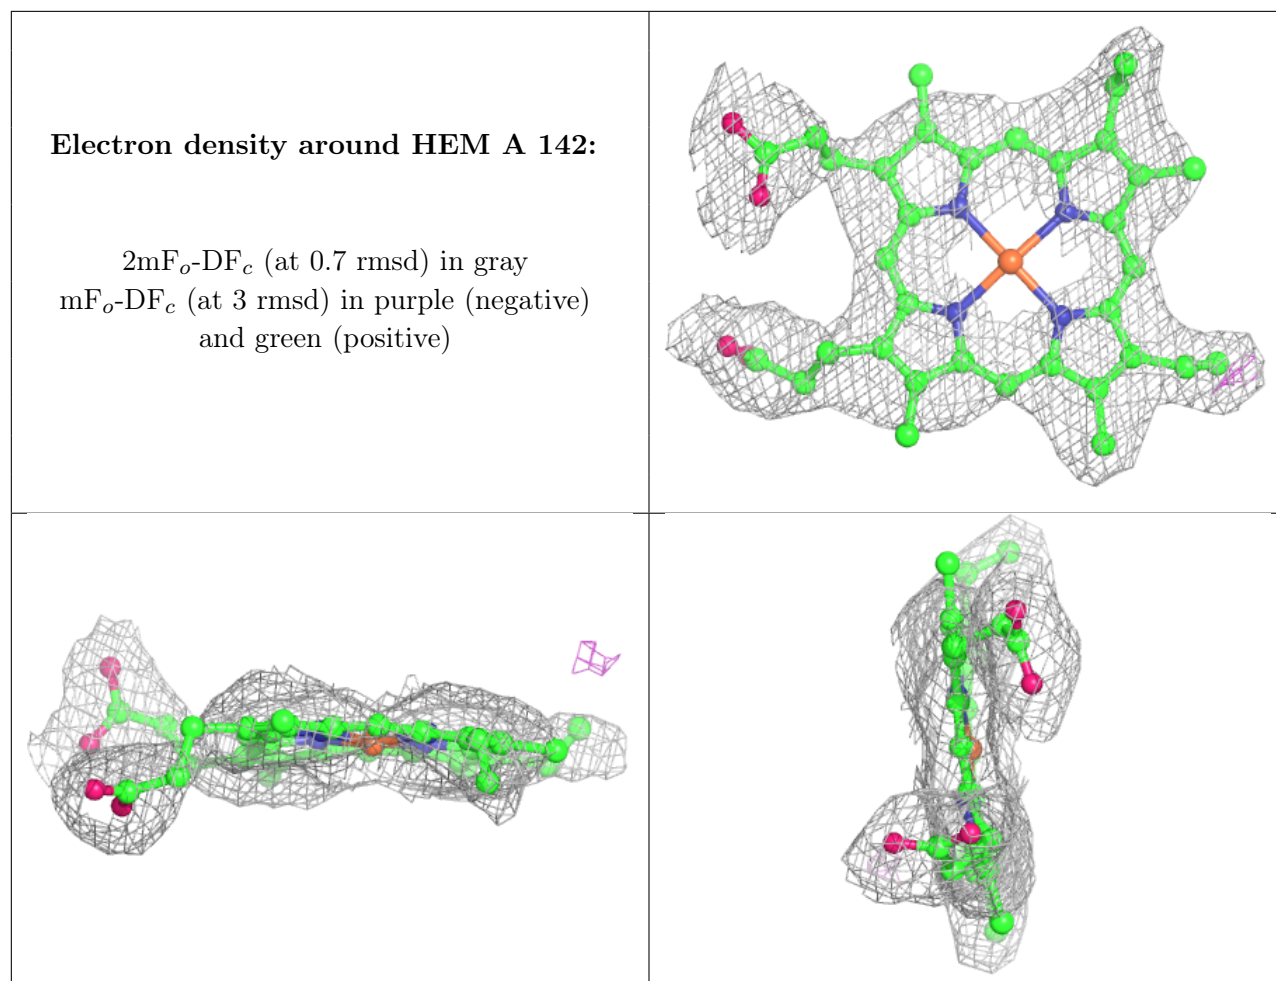 Electron density around HEM A 142:
2mFo-DFc (at 0.7 rmsd) in gray
mFo-DFc (at 3 rmsd) in purple (negative)
and green (positive)